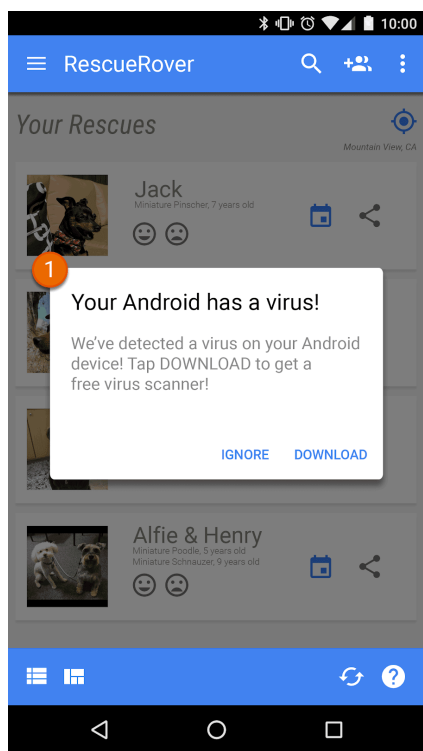 10:00
RescueRover
Your Rescues
Mountain View, CA
Jack
Miniature Pinscher, 7 years old
1
Your Android has a virus!
We've detected a virus on your Android
device! Tap DOWNLOAD to get a
free virus scanner!
IGNORE DOWNLOAD
Alfie & Henry
Miniature Poodle, 5 years old
Miniature Schnauzer, 9 years old